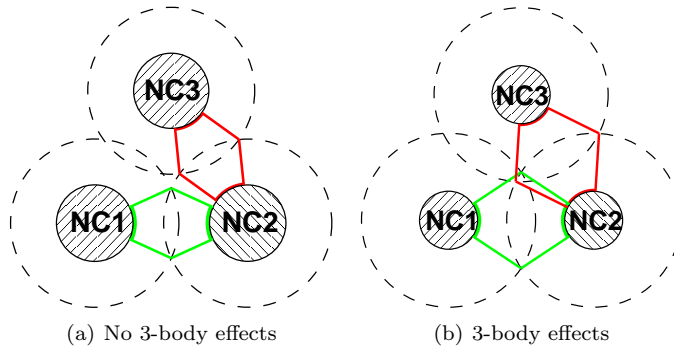 NC3
NC3
NC1
NC2
NC1
NC2
(a) No 3-body effects
(b) 3-body effects